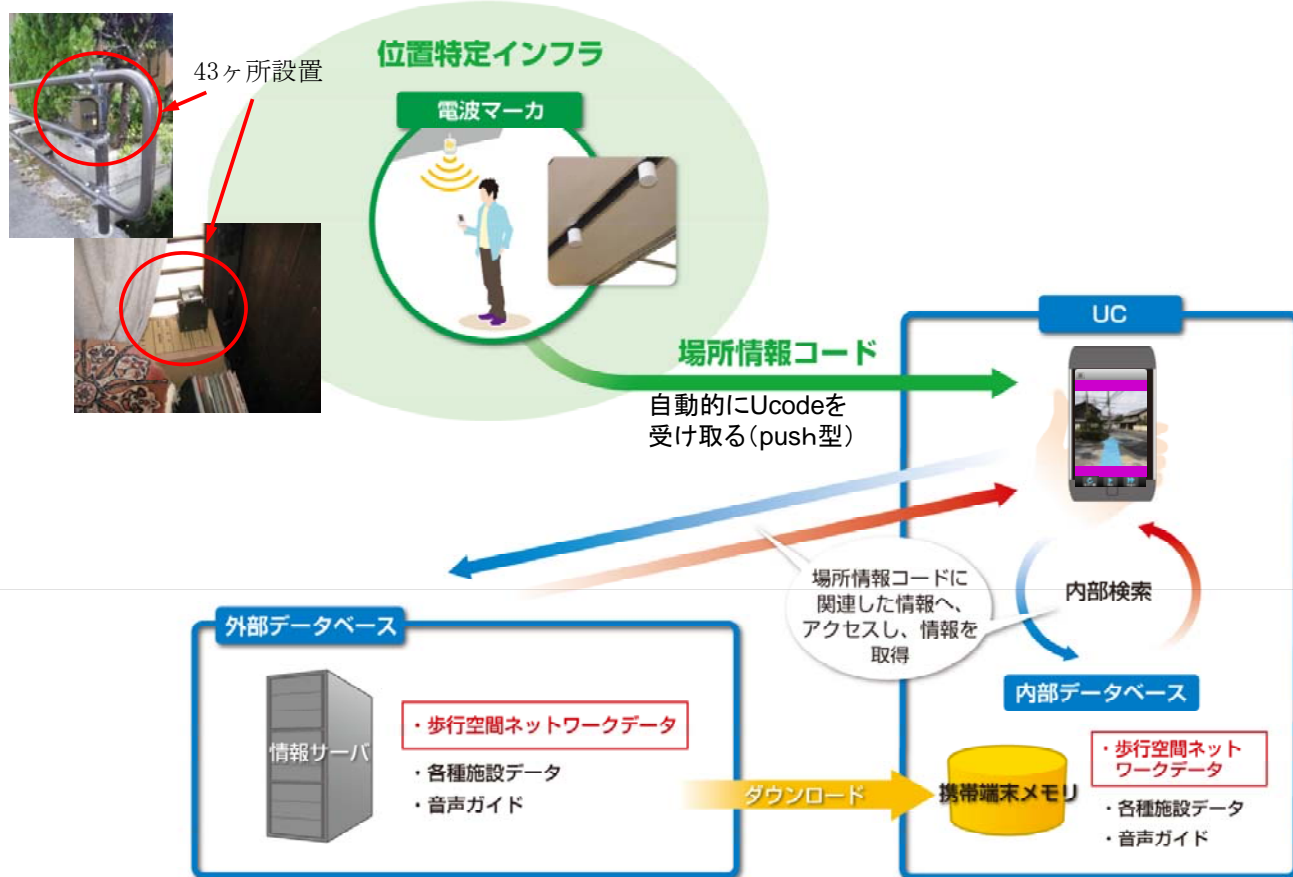 43ヶ所設置
位置特定インフラ
電波マーカ
UC
場所情報コード
自動的にUcodeを
受け取る(push型)
場所情報コードに
関連した情報へ、
アクセスし、情報を
取得
内部検索
外部データベース
情報サーバ
・歩行空間ネットワークデータ
・各種施設データ
・音声ガイド
ダウンロード
内部データベース
携帯端末メモリ
・歩行空間ネット
ワークデータ
・各種施設データ
・音声ガイド